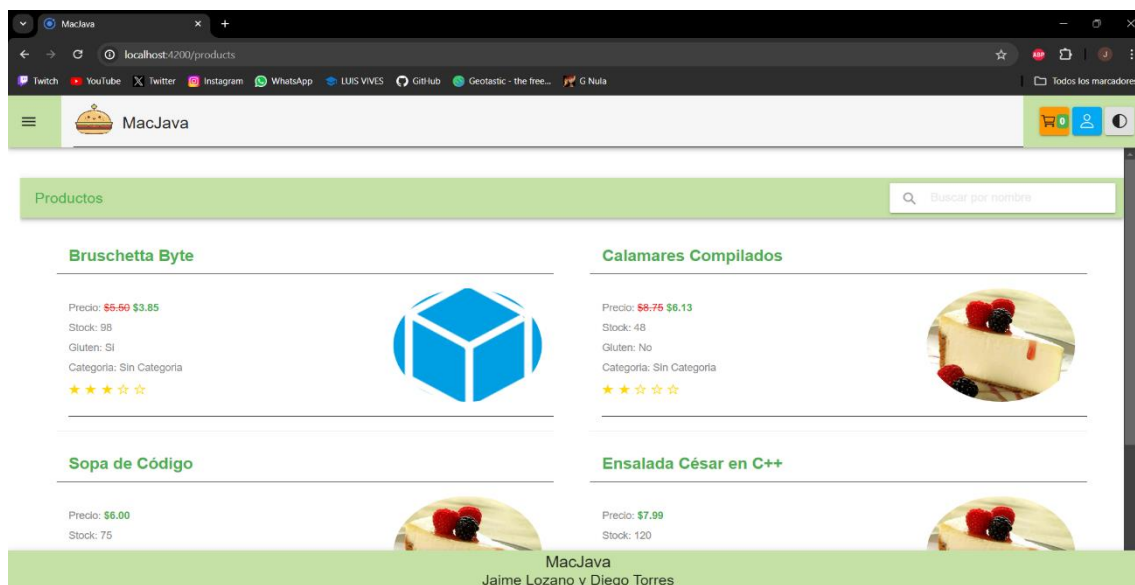 MacJava
localhost:4200/products
Twitch YouTube Twitter Instagram WhatsApp LUIS VIVES GitHub Geotastic - the free... G Nula Todos los marcadores
MacJava
0
Productos
Buscar por nombre
Bruschetta Byte
Precio: $5.50 $3.85
Stock: 98
Gluten: Si
Categoria: Sin Categoria
Calamares Compilados
Precio: $8.75 $6.13
Stock: 48
Gluten: No
Categoria: Sin Categoria
Sopa de Código
Precio: $6.00
Stock: 75
Ensalada César en C++
Precio: $7.99
Stock: 120
MacJava
Jaime Lozano y Diego Torres